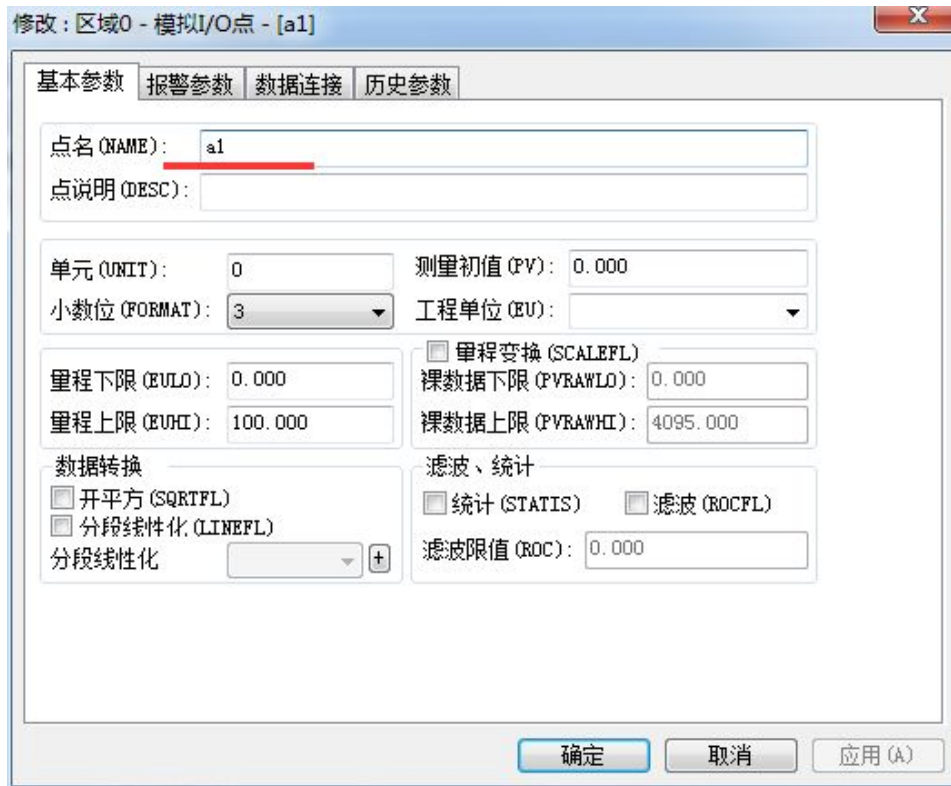 修改 : 区域0 - 模拟I/O点 - [a1]
基本参数 报警参数 数据连接 历史参数
点名(NAME): a1
点说明(DESC):
单元(UNIT): 0 测量初值(PV): 0.000
小数位(FORMAT): 3 工程单位(EU):
量程变换(SCALEFL)
量程下限(EULO): 0.000 裸数据下限(PVRAWLO): 0.000
量程上限(EUHI): 100.000 裸数据上限(PVRAWHI): 4095.000
数据转换 滤波、统计
开平方(SQRTFL) 统计(STATIS) 滤波(ROCFL)
分段线性化(LINEFL)
分段线性化 + 滤波限值(ROC): 0.000
确定 取消 应用(A)